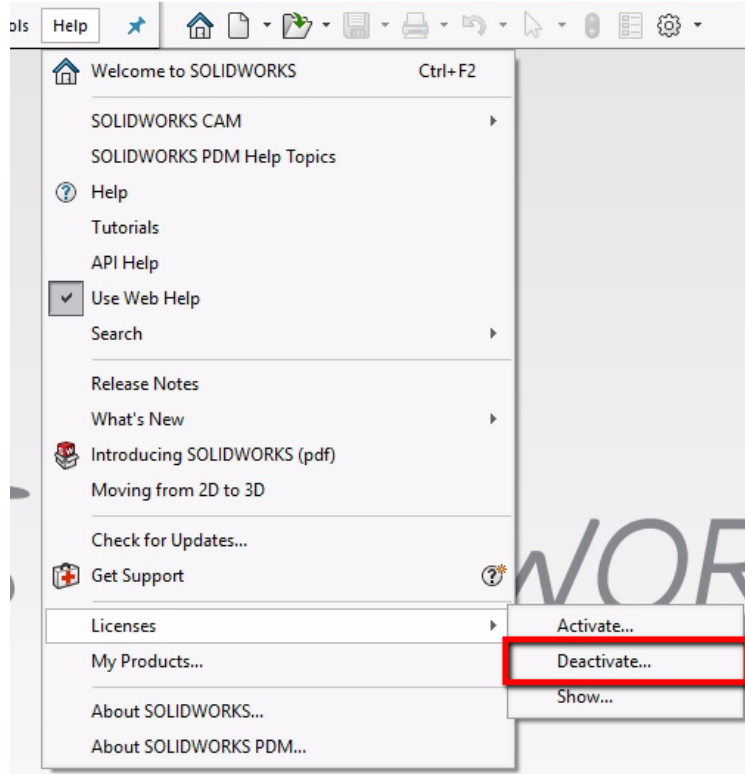 ols Help
Welcome to SOLIDWORKS Ctrl+F2
SOLIDWORKS CAM
SOLIDWORKS PDM Help Topics
Help
Tutorials
API Help
Use Web Help
Search
Release Notes
What's New
Introducing SOLIDWORKS (pdf)
Moving from 2D to 3D
Check for Updates...
Get Support
WOR
Licenses
Activate...
My Products...
Deactivate...
Show...
About SOLIDWORKS...
About SOLIDWORKS PDM...